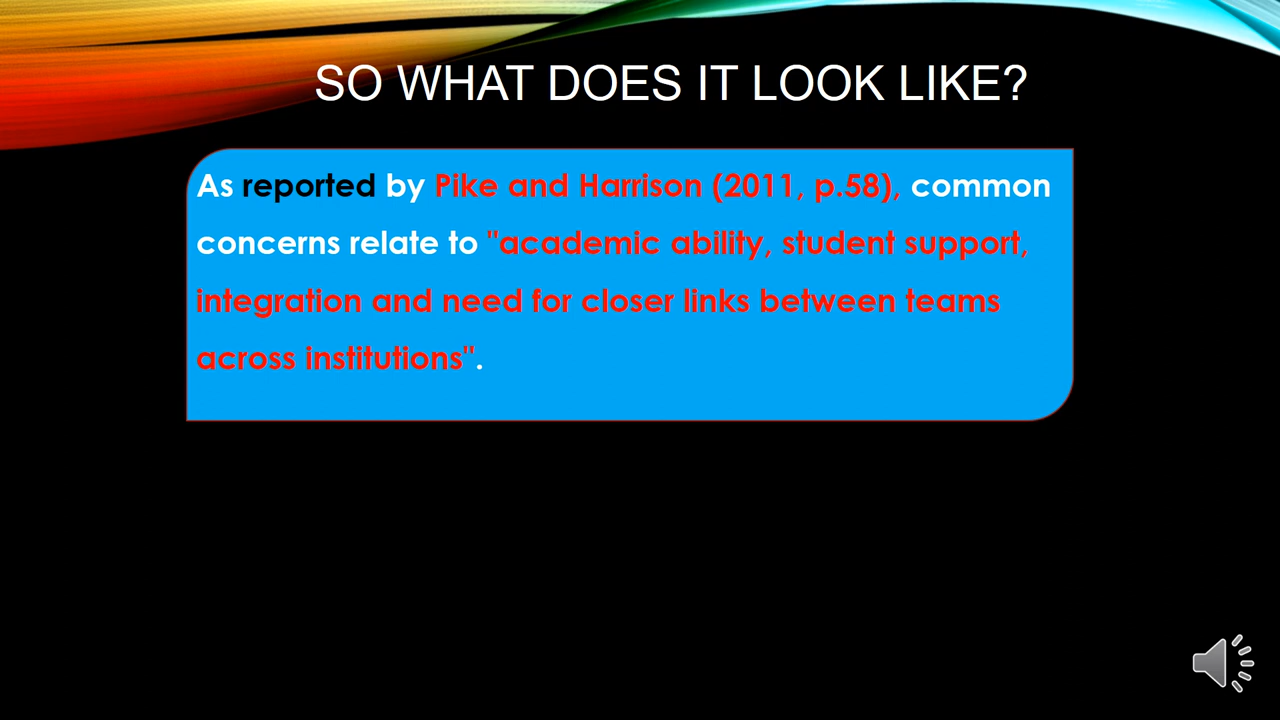 SO WHAT DOES IT LOOK LIKE?
As reported by Pike and Harrison (2011, p.58), common
concerns relate to "academic ability, student support,
integration and need for closer links between teams
across institutions".